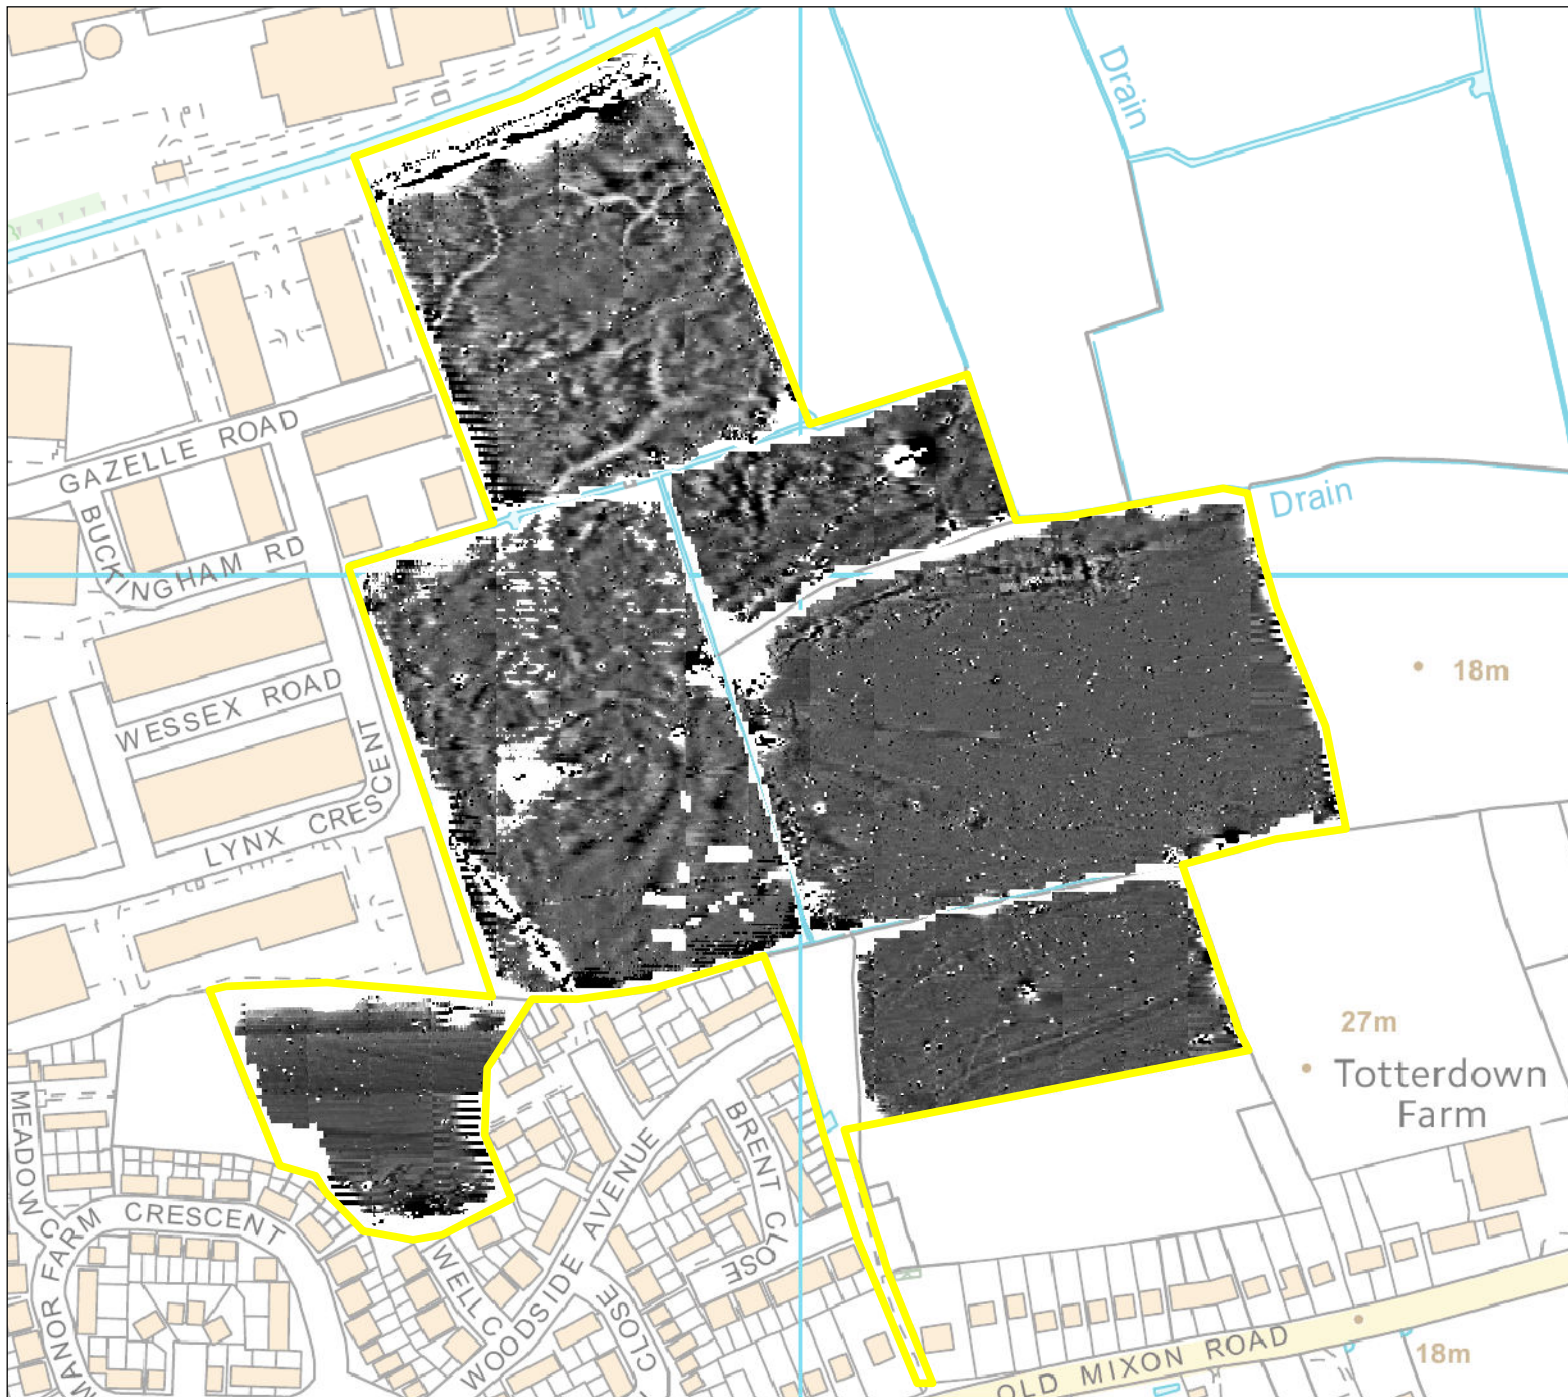 Drain
GAZELLE ROAD
BUCKINGHAM RD
Drain
WESSEX ROAD
18m
LYNX CRESCENT
27m
Totterdown
Farm
MEADOW C
MANOR FARM CRESCENT
WELL C
WOODSIDE AVENUE
CLOSE
BRENT CLOSE
OLD MIXON ROAD
18m